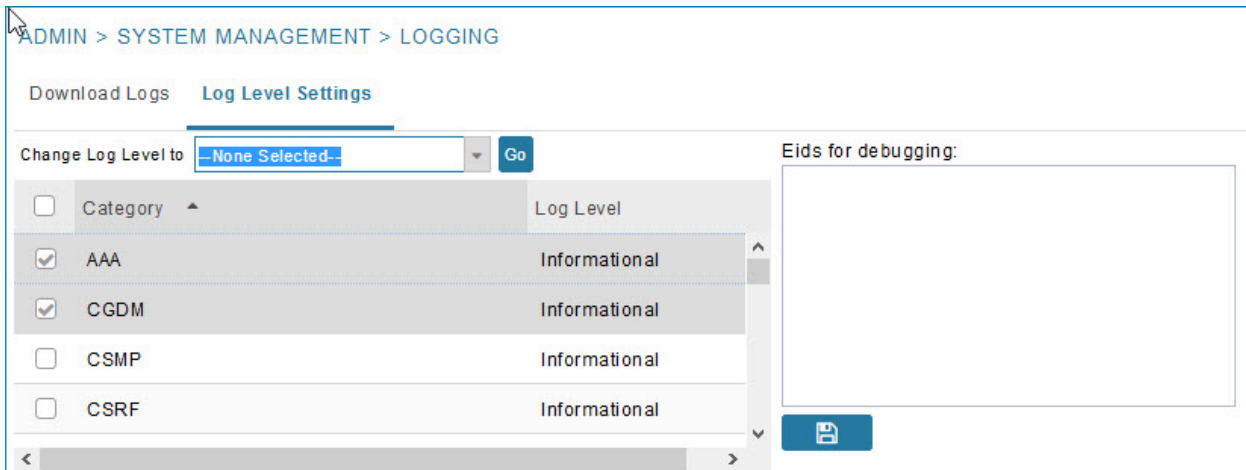 ADMIN > SYSTEM MANAGEMENT > LOGGING
Download Logs Log Level Settings
Change Log Level to --None Selected-- Go
Eids for debugging:
Category Log Level
AAA Informational
CGDM Informational
CSMP Informational
CSRF Informational